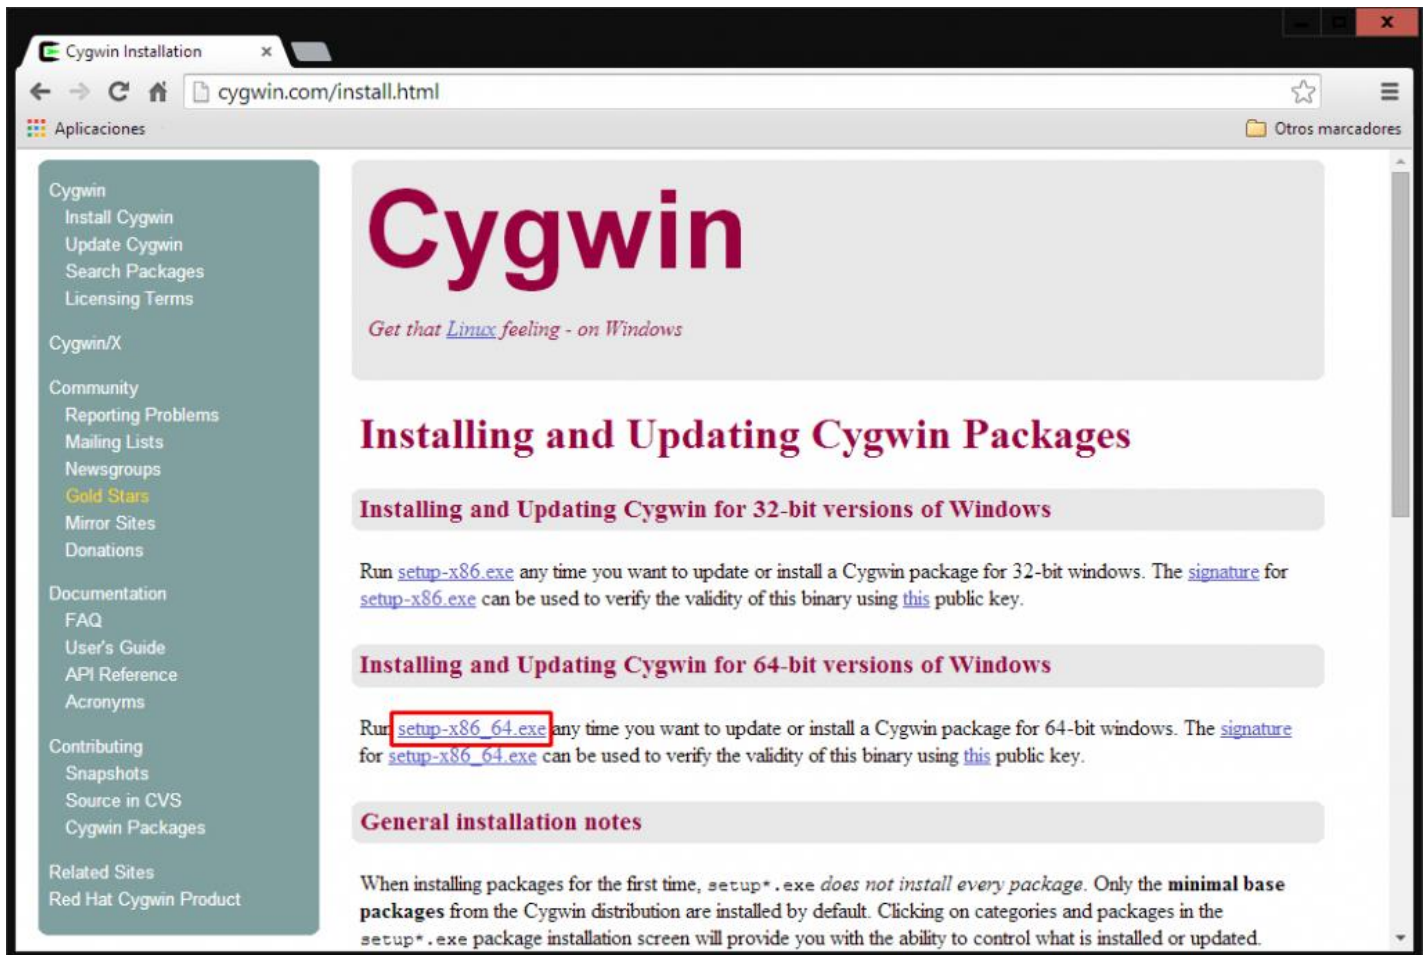 Cygwin Installation
cygwin.com/install.html
Aplicaciones
Otros marcadores
Cygwin
Install Cygwin
Update Cygwin
Search Packages
Licensing Terms
Cygwin/X
Community
Reporting Problems
Mailing Lists
Newsgroups
Gold Stars
Mirror Sites
Donations
Documentation
FAQ
User's Guide
API Reference
Acronyms
Contributing
Snapshots
Source in CVS
Cygwin Packages
Related Sites
Red Hat Cygwin Product
Cygwin
Get that Linux feeling - on Windows
Installing and Updating Cygwin Packages
Installing and Updating Cygwin for 32-bit versions of Windows
Run setup-x86.exe any time you want to update or install a Cygwin package for 32-bit windows. The signature for
setup-x86.exe can be used to verify the validity of this binary using this public key.
Installing and Updating Cygwin for 64-bit versions of Windows
Run setup-x86_64.exe any time you want to update or install a Cygwin package for 64-bit windows. The signature
for setup-x86_64.exe can be used to verify the validity of this binary using this public key.
General installation notes
When installing packages for the first time, setup*.exe does not install every package. Only the minimal base
packages from the Cygwin distribution are installed by default. Clicking on categories and packages in the
setup*.exe package installation screen will provide you with the ability to control what is installed or updated.